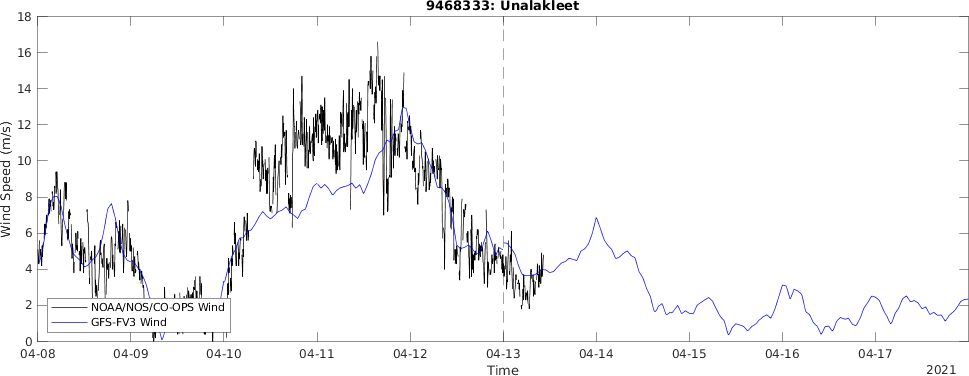 9468333: Unalakleet
18
16
14
12
10
8
6
4
2
0
Wind Speed (m/s)
NOAA/NOS/CO-OPS Wind
GFS-FV3 Wind
04-08 04-09 04-10 04-11 04-12 04-13 04-14 04-15 04-16 04-17
Time
2021